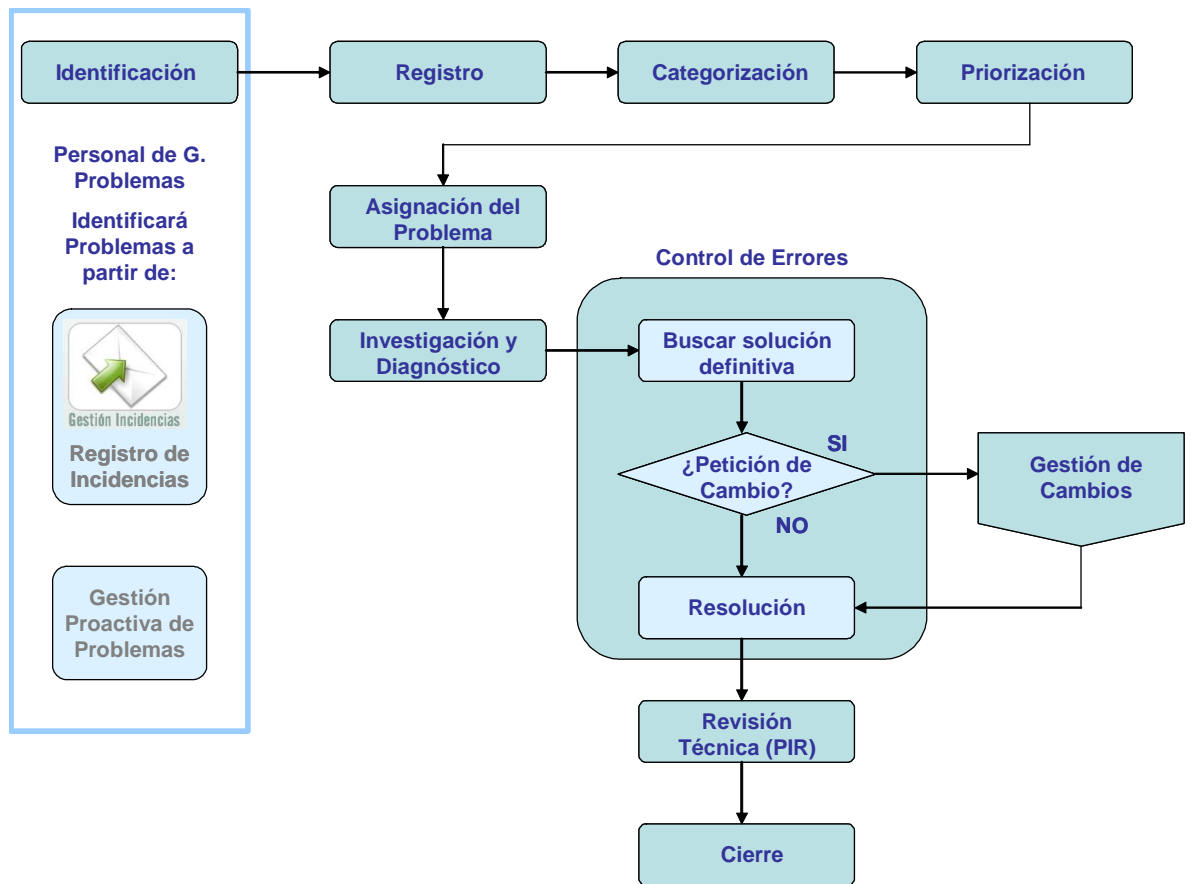 Identificación
Registro
Categorización
Priorización
Personal de G.
Problemas
Identificará
Problemas a
partir de:
Gestión Incidencias
Registro de
Incidencias
Gestión
Proactiva de
Problemas
Asignación del
Problema
Investigación y
Diagnóstico
Control de Errores
Buscar solución
definitiva
¿Petición de
Cambio?
SI
NO
Gestión de
Cambios
Resolución
Revisión
Técnica (PIR)
Cierre